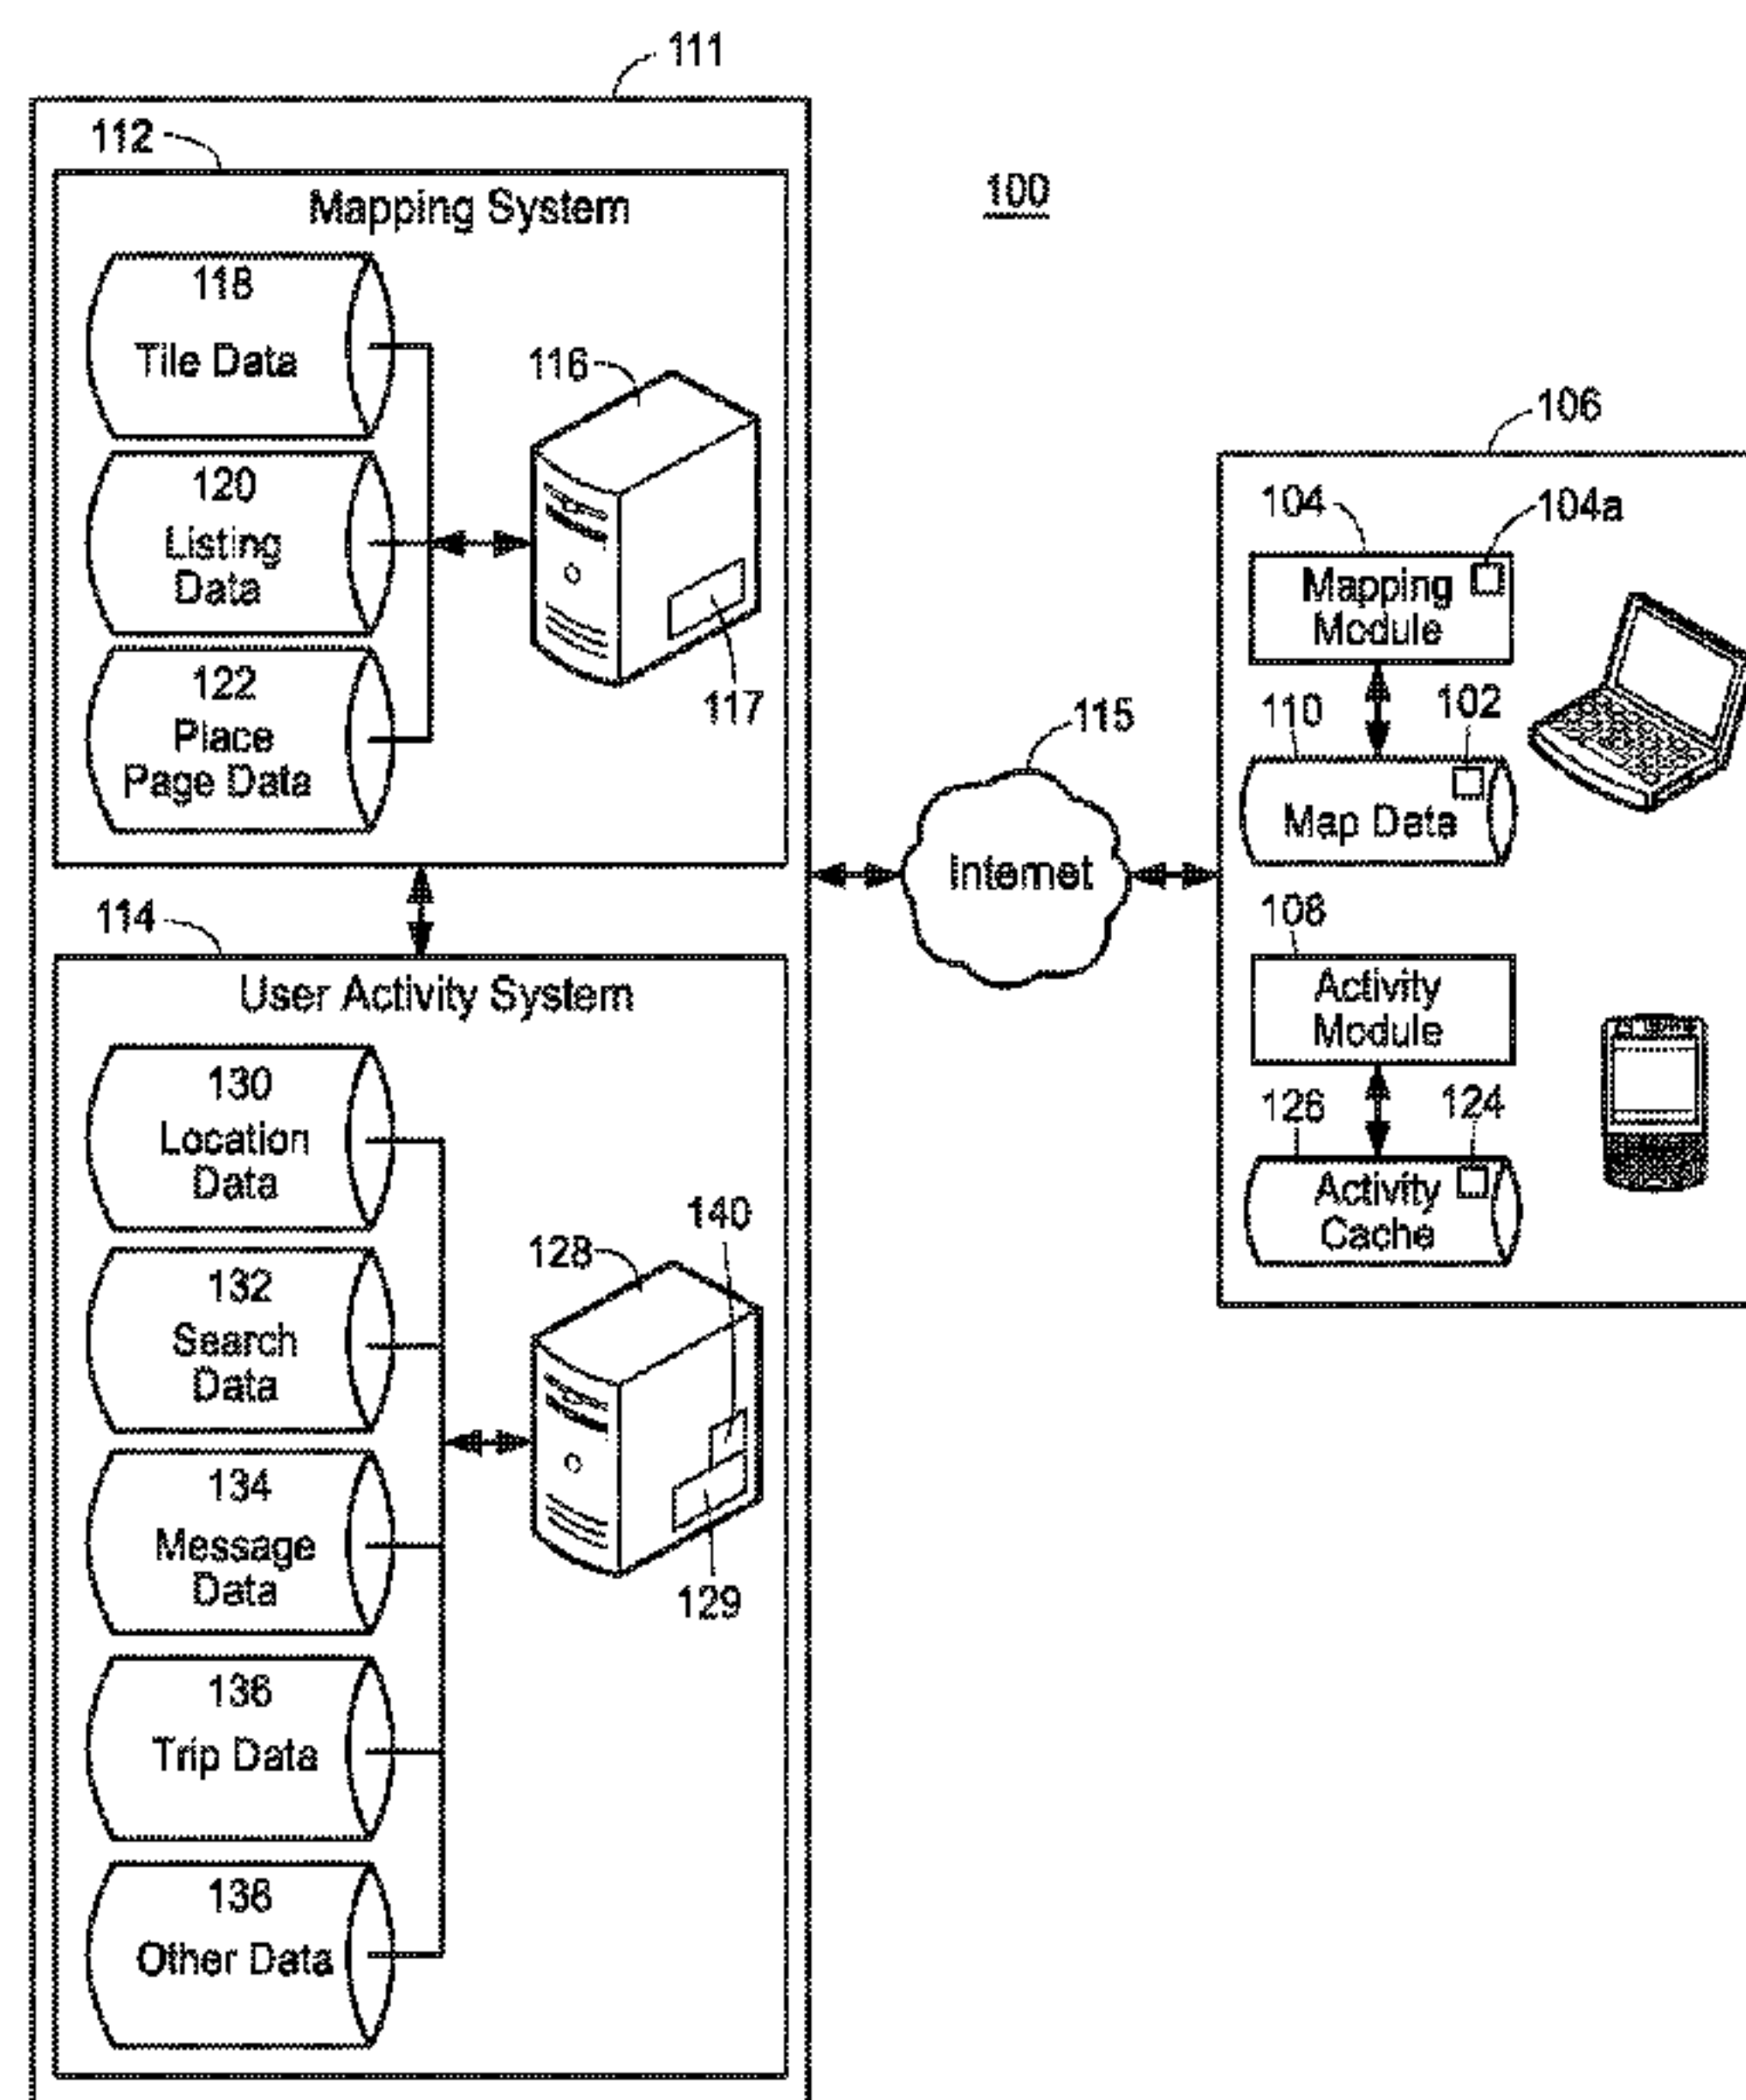 111
112
Mapping System
100
118
Tile Data
116
120
Listing
Data
117
122
Place
Page Data
106
104
104a
Mapping
Module
110
102
Map Data
115
Internet
114
User Activity System
108
Activity
Module
126
124
Activity
Cache
130
Location
Data
140
128
132
Search
Data
134
Message
Data
129
136
Trip Data
138
Other Data